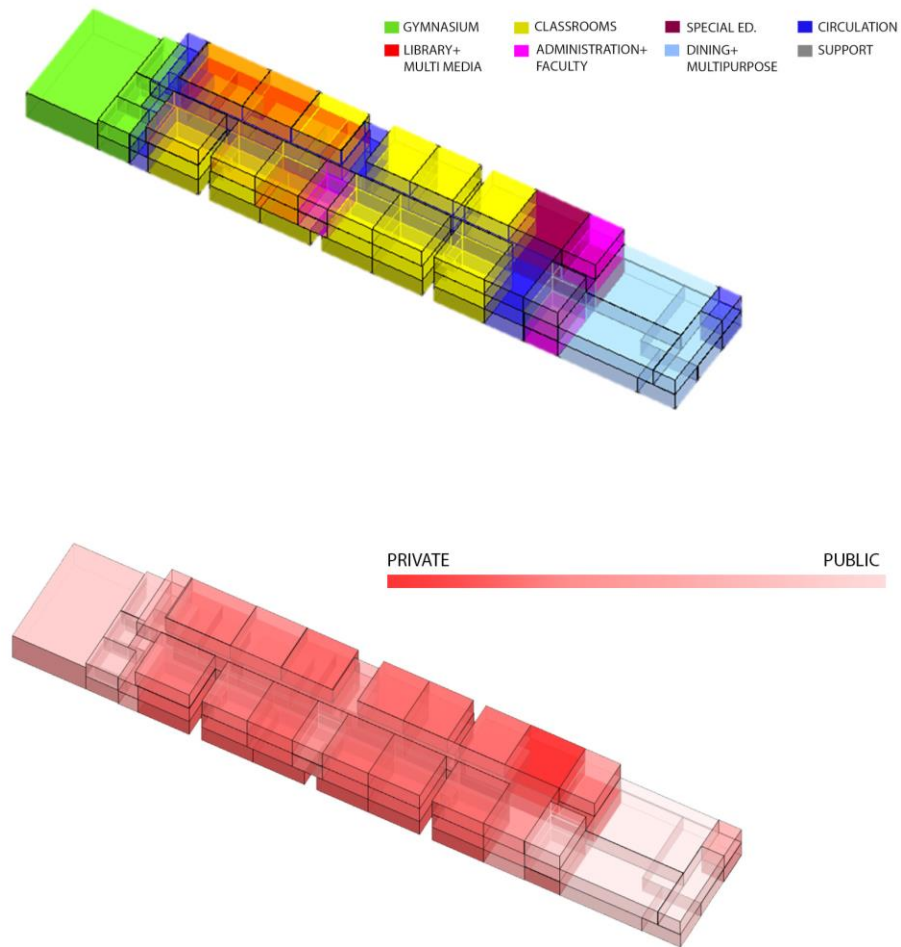 GYMNASIUM
CLASSROOMS
SPECIAL ED.
CIRCULATION
LIBRARY+
MULTI MEDIA
ADMINISTRATION+
FACULTY
DINING+
MULTIPURPOSE
SUPPORT
PRIVATE
PUBLIC